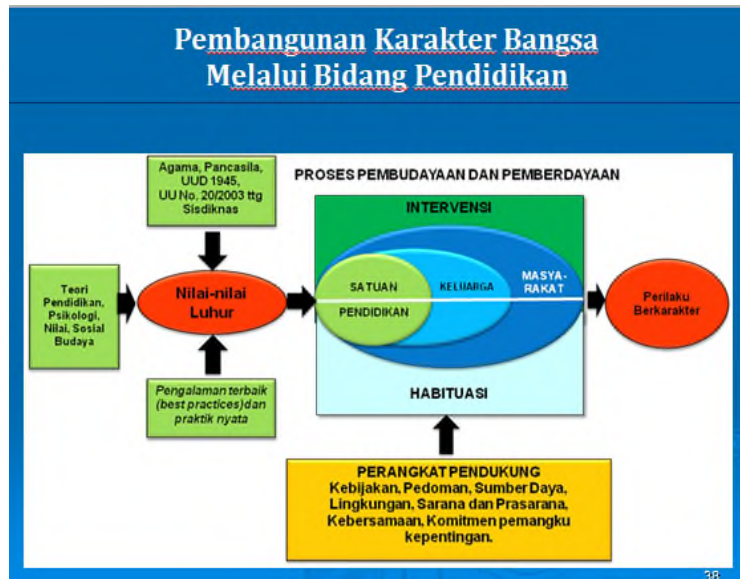 Pembangunan Karakter Bangsa
Melalui Bidang Pendidikan
Agama, Pancasila,
UUD 1945,
UU No. 20/2003 ttg
Sisdiknas
PROSES PEMBUDAYAAN DAN PEMBERDAYAAN
INTERVENSI
Teori
Pendidikan,
Psikologi,
Nilai, Sosial
Budaya
Nilai-nilai
Luhur
SATUAN
PENDIDIKAN
KELUARGA
MASYA-
RAKAT
Perilaku
Berkarakter
Pengalaman terbaik
(best practices)dan
praktik nyata
HABITUASI
PERANGKAT PENDUKUNG
Kebijakan, Pedoman, Sumber Daya,
Lingkungan, Sarana dan Prasarana,
Kebersamaan, Komitmen pemangku
kepentingan.
38